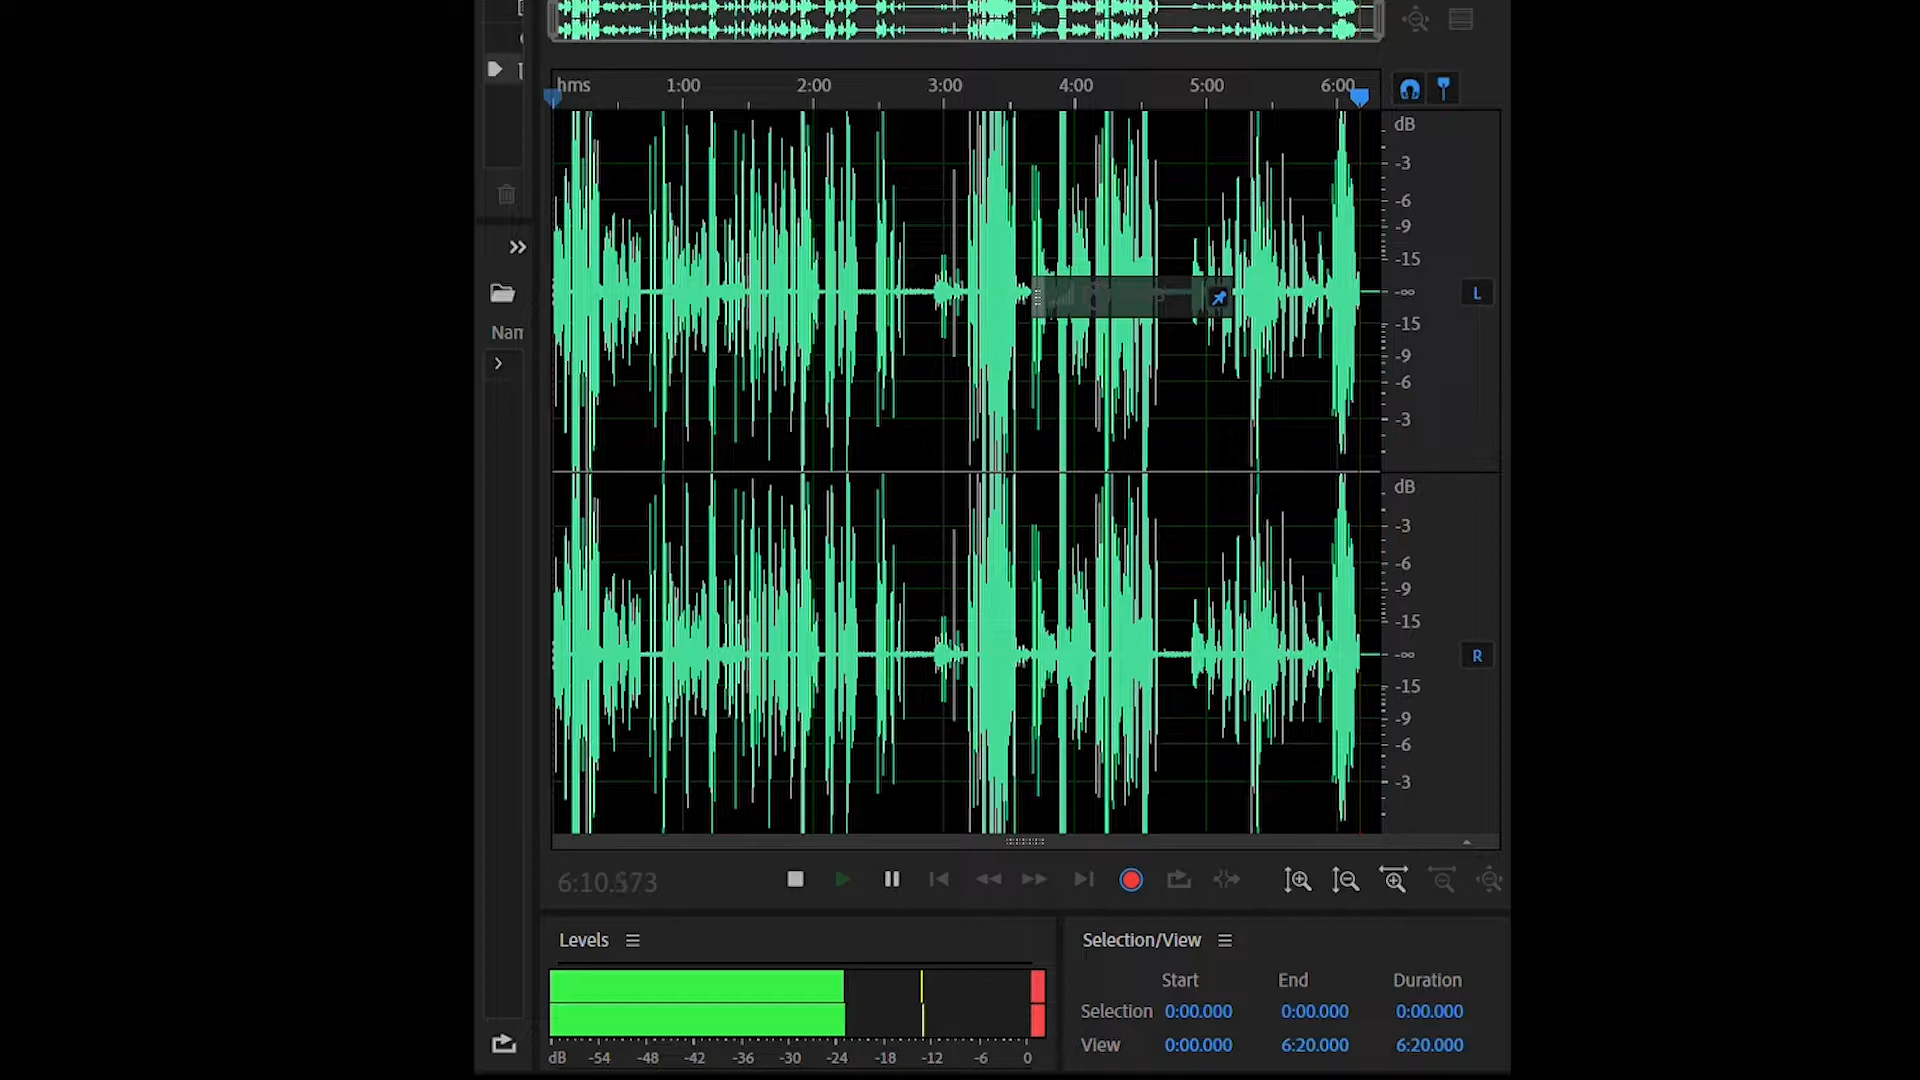 hms 1:00 2:00 3:00 4:00 5:00 6:00
dB
-3
-6
-9
-15
-∞
L
-15
-9
-6
-3
Nam
dB
-3
-6
-9
-15
-∞
R
-15
-9
-6
-3
Levels
dB -54 -48 -42 -36 -30 -24 -18 -12 -6 0
Selection/View
Start End Duration
Selection 0:00.000 0:00.000 0:00.000
View 0:00.000 6:20.000 6:20.000